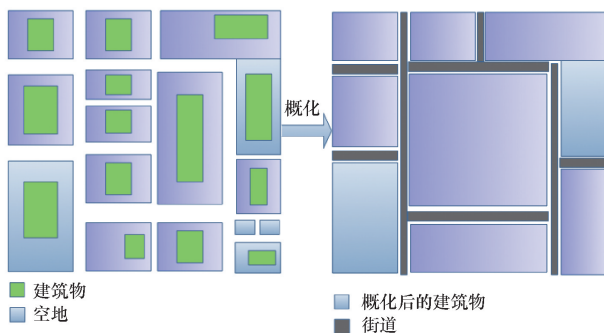 概化
建筑物
空地
概化后的建筑物
街道